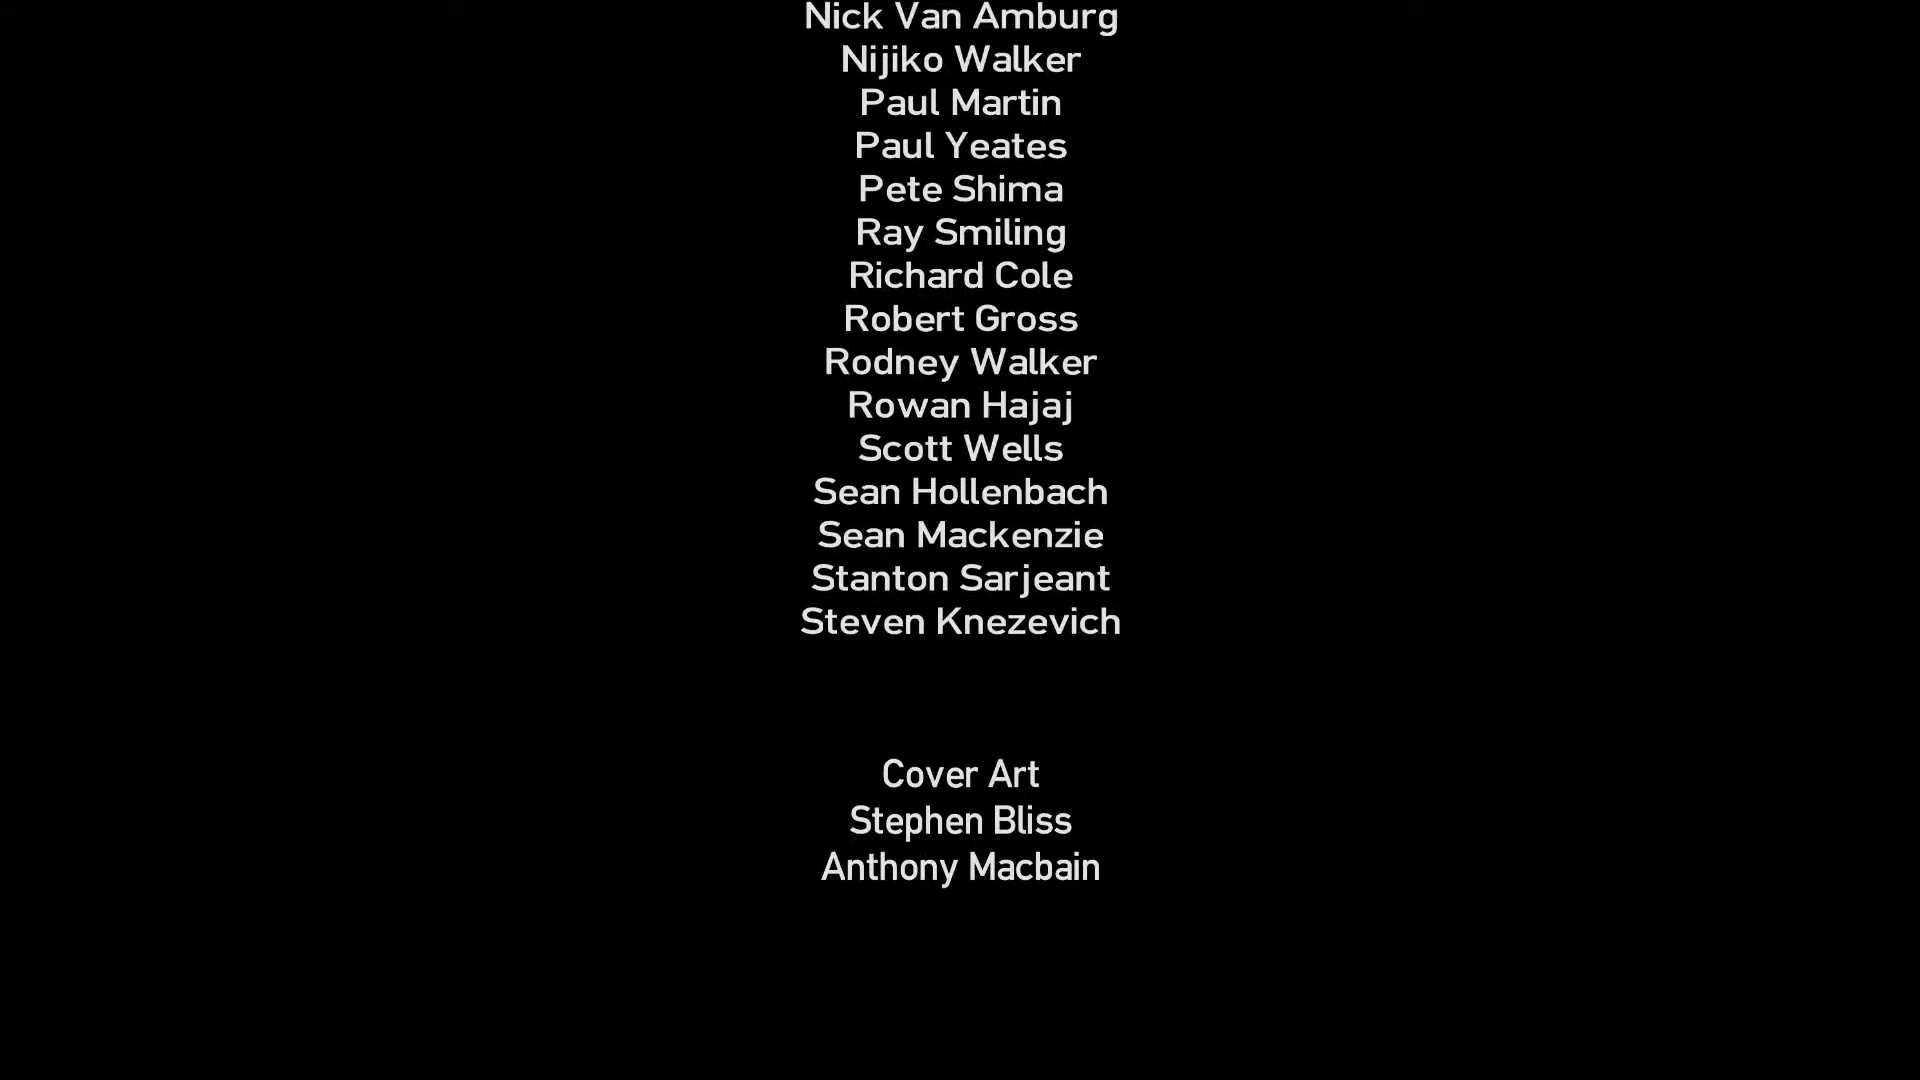 Nick Van Amburg
Nijiko Walker
Paul Martin
Paul Yeates
Pete Shima
Ray Smiling
Richard Cole
Robert Gross
Rodney Walker
Rowan Hajaj
Scott Wells
Sean Hollenbach
Sean Mackenzie
Stanton Sarjeant
Steven Knezevich
Cover Art
Stephen Bliss
Anthony Macbain